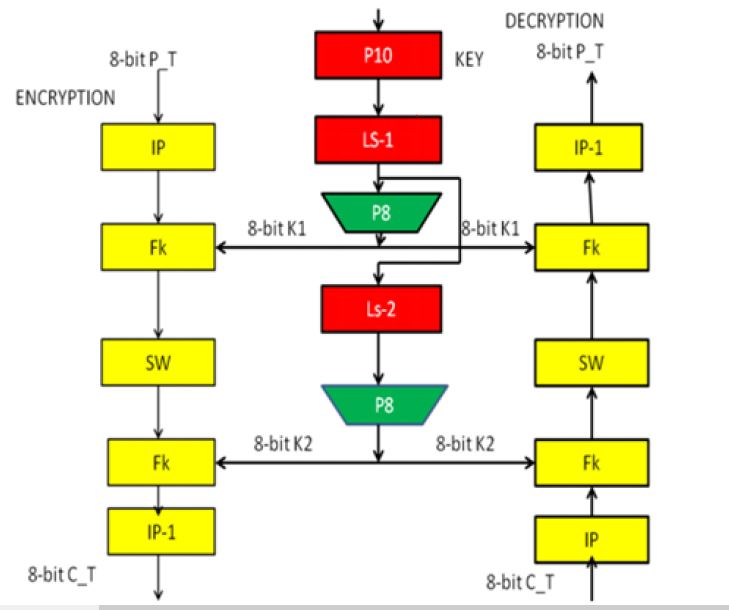 DECRYPTION
8-bit P_T
8-bit P_T
P10
KEY
ENCRYPTION
IP
LS-1
IP-1
P8
8-bit K1
8-bit K1
Fk
Fk
Ls-2
SW
SW
P8
8-bit K2
8-bit K2
Fk
Fk
IP-1
IP
8-bit C_T
8-bit C_T